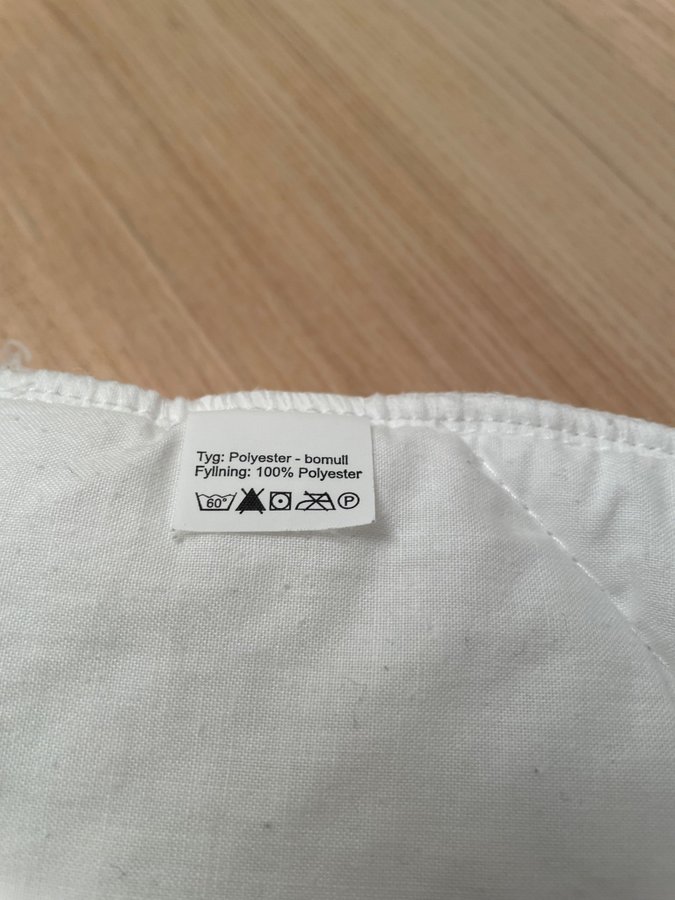 Tyg: Polyester - bomull
Fyllning: 100% Polyester
60° P